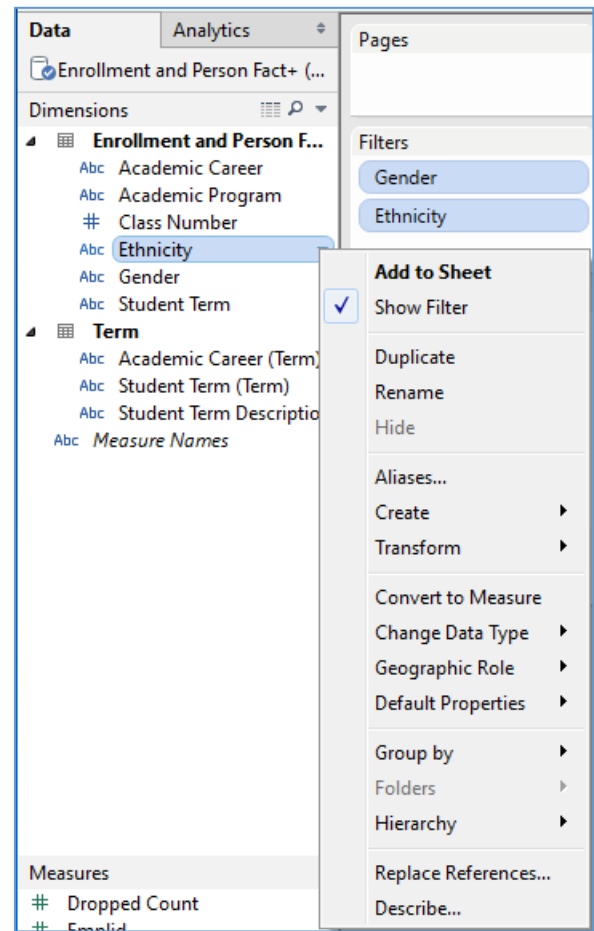 Data
Analytics
Enrollment and Person Fact+ (...
Dimensions
Enrollment and Person F...
Abc Academic Career
Abc Academic Program
# Class Number
Abc Ethnicity
Abc Gender
Abc Student Term
Term
Abc Academic Career (Term)
Abc Student Term (Term)
Abc Student Term Descriptio
Abc Measure Names
Measures
# Dropped Count
# Emplid
Pages
Filters
Gender
Ethnicity
Add to Sheet
Show Filter
Duplicate
Rename
Hide
Aliases...
Create
Transform
Convert to Measure
Change Data Type
Geographic Role
Default Properties
Group by
Folders
Hierarchy
Replace References...
Describe...